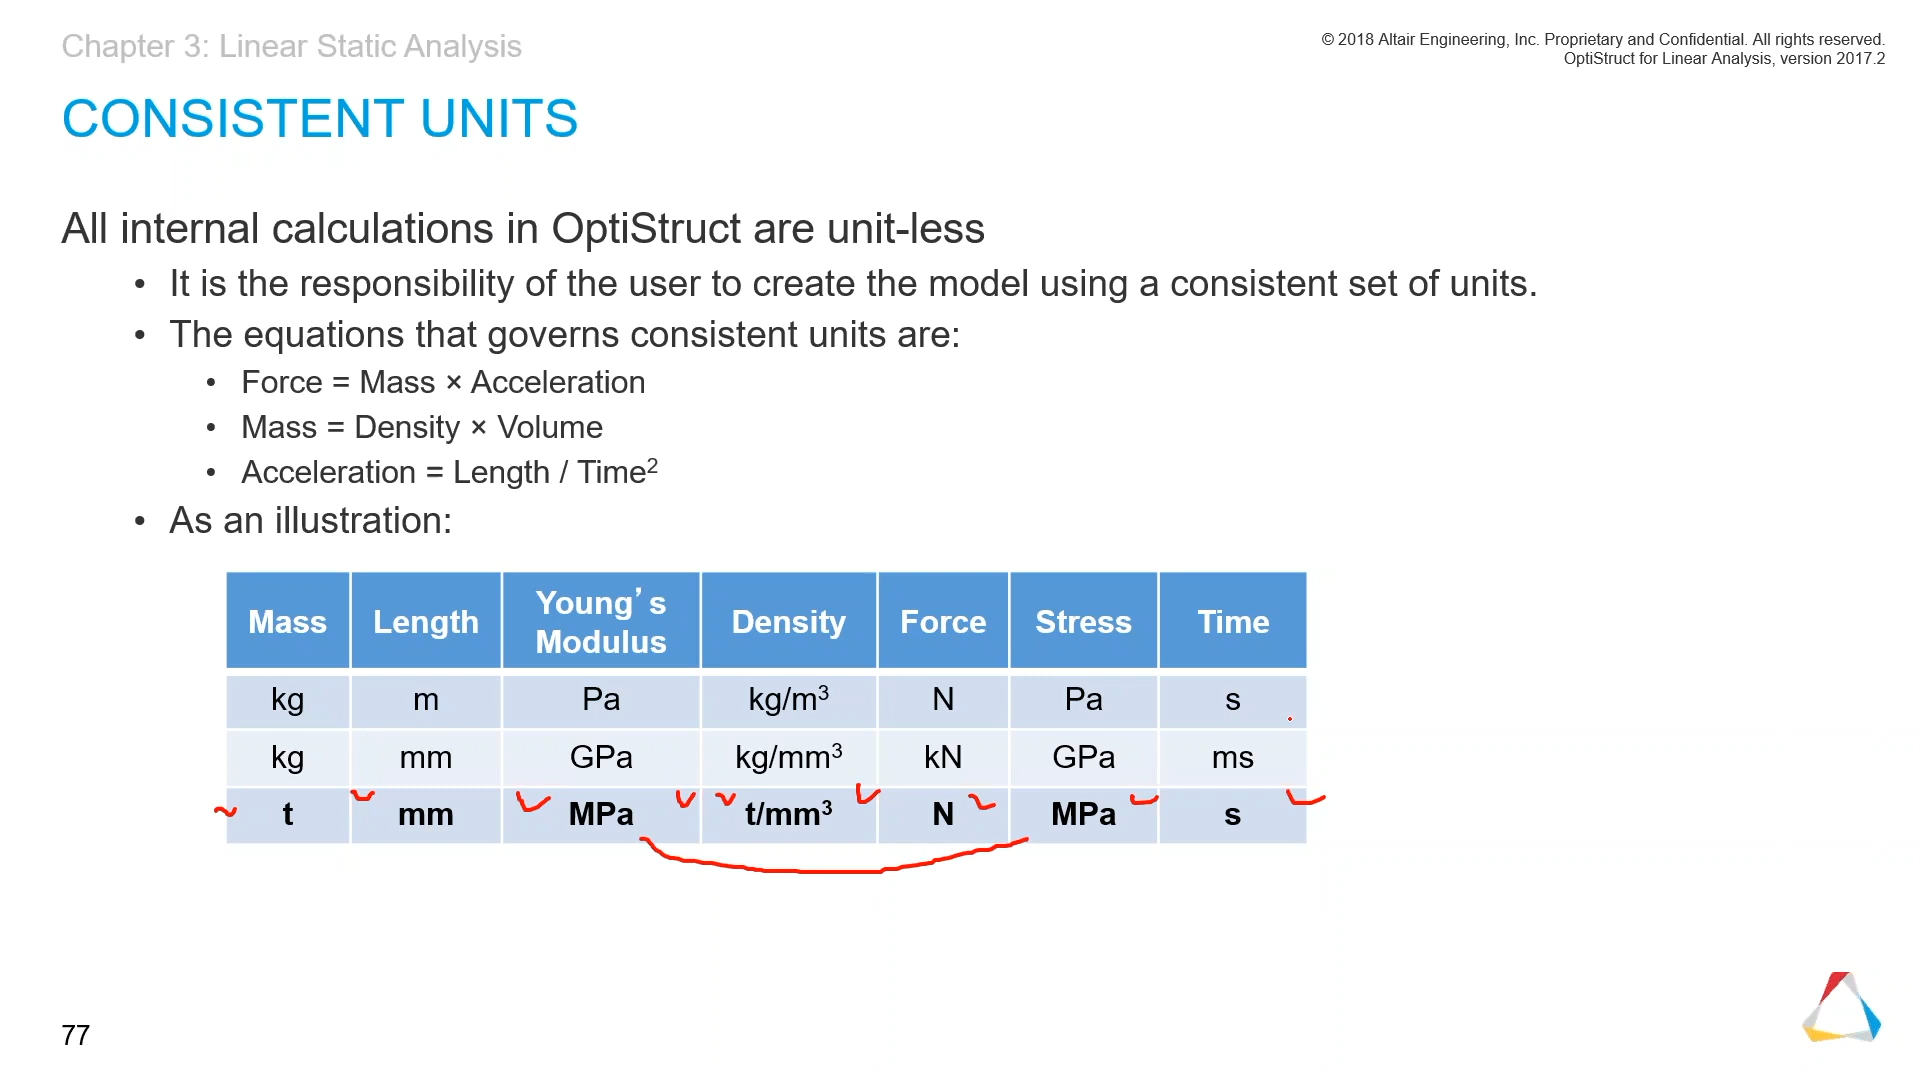 Chapter 3: Linear Static Analysis
© 2018 Altair Engineering, Inc. Proprietary and Confidential. All rights reserved.
OptiStruct for Linear Analysis, version 2017.2
CONSISTENT UNITS
All internal calculations in OptiStruct are unit-less
• It is the responsibility of the user to create the model using a consistent set of units.
• The equations that governs consistent units are:
• Force = Mass × Acceleration
• Mass = Density × Volume
• Acceleration = Length / Time²
• As an illustration:
Mass Length Young's Modulus Density Force Stress Time
kg m Pa kg/m³ N Pa s
kg mm GPa kg/mm³ kN GPa ms
t mm MPa t/mm³ N MPa s
77